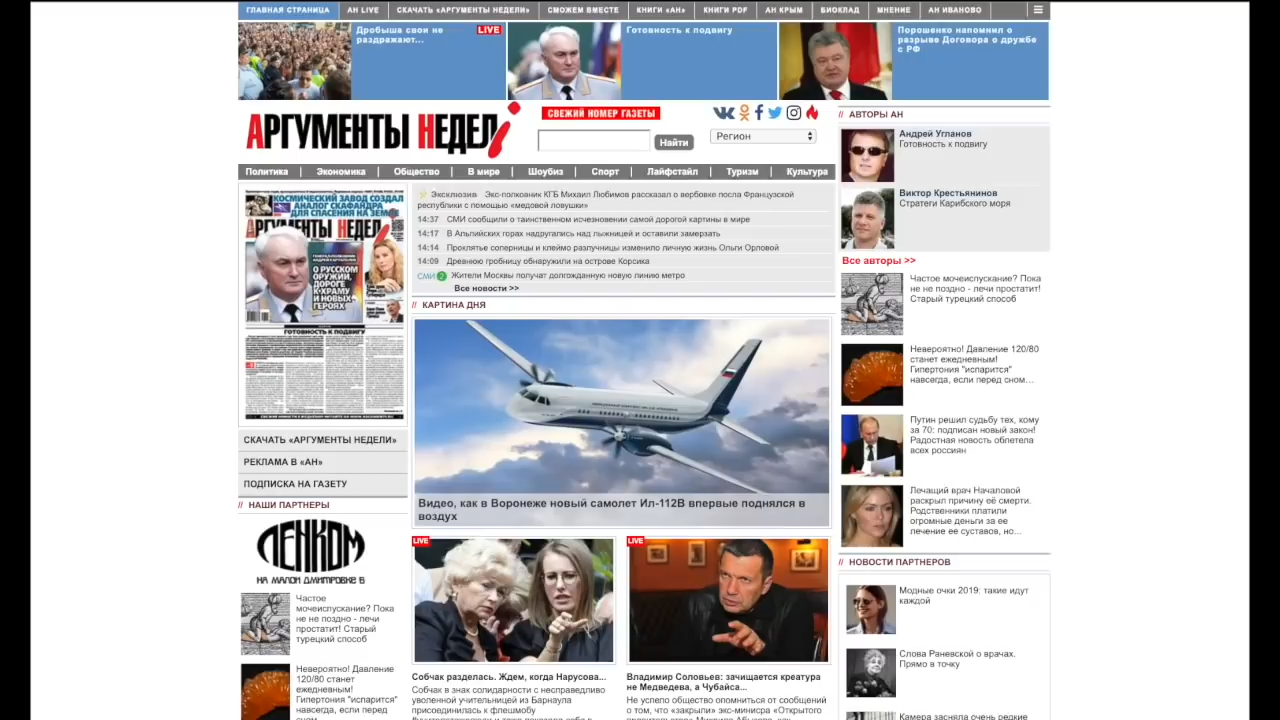 ГЛАВНАЯ СТРАНИЦА
АН LIVE
СКАЧАТЬ «АРГУМЕНТЫ НЕДЕЛИ»
СМОЖЕМ ВМЕСТЕ
КНИГИ «АН»
КНИГИ PDF
АН КРЫМ
БИОКЛАД
МНЕНИЕ
АН ИВАНОВО
Дробыша свои не
раздражают...
LIVE
Готовность к подвигу
Порошенко напомнил о
разрыве Договора о дружбе
с РФ
АРГУМЕНТЫ НЕДЕЛИ
СВЕЖИЙ НОМЕР ГАЗЕТЫ
Найти
Регион
Политика
Экономика
Общество
В мире
Шоубиз
Спорт
Лайфстайл
Туризм
Культура
КОСМИЧЕСКИЙ ЗАВОД СОЗДАЛ
АНАЛОГ СКАФАНДРА
ДЛЯ СПАСЕНИЯ НА ЗЕМЛЕ
АРГУМЕНТЫ НЕДЕЛИ
О РУССКОМ
ОРУЖИИ,
ДОРОГЕ
К ХРАМУ
И НОВЫХ
ГЕРОЯХ
ГОТОВНОСТЬ К ПОДВИГУ
СКАЧАТЬ «АРГУМЕНТЫ НЕДЕЛИ»
РЕКЛАМА В «АН»
ПОДПИСКА НА ГАЗЕТУ
// НАШИ ПАРТНЕРЫ
ЛЕНКОМ
НА МАЛОЙ ДМИТРОВКЕ 6
Частое
мочеиспускание? Пока
не не поздно - лечи
простатит! Старый
турецкий способ
Невероятно! Давление
120/80 станет
ежедневным!
Гипертония "испарится"
навсегда, если перед
сном...
Эксклюзив Экс-полковник КГБ Михаил Любимов рассказал о вербовке посла Французской
республики с помощью «медовой ловушки»
14:37 СМИ сообщили о таинственном исчезновении самой дорогой картины в мире
14:17 В Альпийских горах надругались над лыжницей и оставили замерзать
14:14 Проклятье соперницы и клеймо разлучницы изменило личную жизнь Ольги Орловой
14:09 Древнюю гробницу обнаружили на острове Корсика
СМИ2 Жители Москвы получат долгожданную новую линию метро
Все новости >>
// КАРТИНА ДНЯ
Видео, как в Воронеже новый самолет Ил-112В впервые поднялся в
воздух
LIVE
Собчак разделась. Ждем, когда Нарусова...
Собчак в знак солидарности с несправедливо
уволенной учительницей из Барнаула
присоединилась к флешмобу
LIVE
Владимир Соловьев: зачищается креатура
не Медведева, а Чубайса...
Не успело общество опомниться от сообщений
о том, что «закрыли» экс-минисра «Открытого
// АВТОРЫ АН
Андрей Угланов
Готовность к подвигу
Виктор Крестьянинов
Стратеги Карибского моря
Все авторы >>
Частое мочеиспускание? Пока
не не поздно - лечи простатит!
Старый турецкий способ
Невероятно! Давление 120/80
станет ежедневным!
Гипертония "испарится"
навсегда, если перед сном...
Путин решил судьбу тех, кому
за 70: подписан новый закон!
Радостная новость облетела
всех россиян
Лечащий врач Началовой
раскрыл причину её смерти.
Родственники платили
огромные деньги за ее
лечение ее суставов, но...
// НОВОСТИ ПАРТНЕРОВ
Модные очки 2019: такие идут
каждой
Слова Раневской о врачах.
Прямо в точку
Камера засняла очень редкие